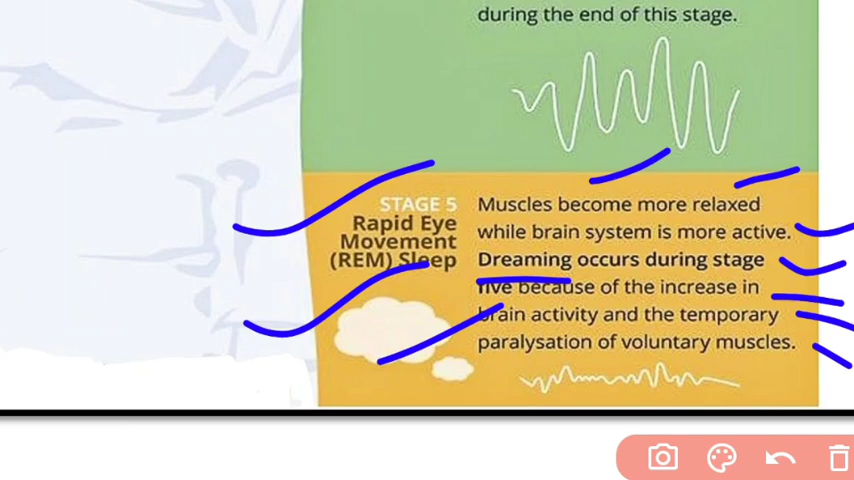 during the end of this stage.
STAGE 5
Rapid Eye
Movement
(REM) Sleep
Muscles become more relaxed
while brain system is more active.
Dreaming occurs during stage
five because of the increase in
brain activity and the temporary
paralysation of voluntary muscles.